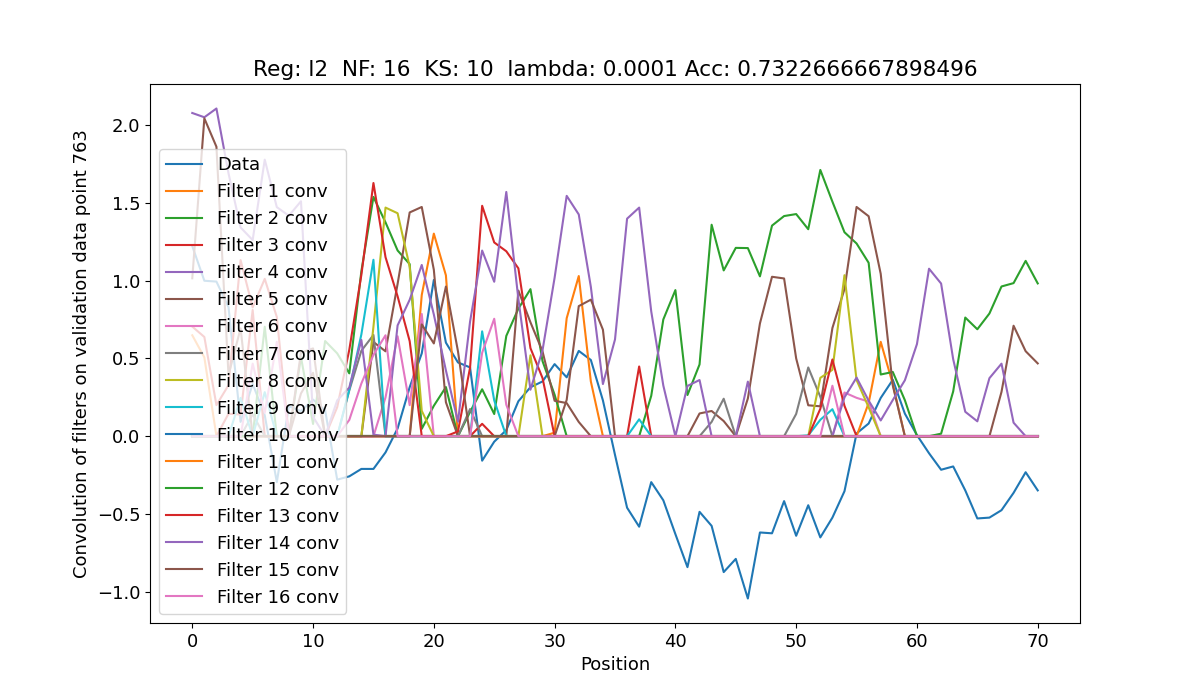 Reg: l2  NF: 16  KS: 10  lambda: 0.0001 Acc: 0.7322666667898496
Convolution of filters on validation data point 763
2.0
1.5
1.0
0.5
0.0
−0.5
−1.0
Data
Filter 1 conv
Filter 2 conv
Filter 3 conv
Filter 4 conv
Filter 5 conv
Filter 6 conv
Filter 7 conv
Filter 8 conv
Filter 9 conv
Filter 10 conv
Filter 11 conv
Filter 12 conv
Filter 13 conv
Filter 14 conv
Filter 15 conv
Filter 16 conv
0 10 20 30 40 50 60 70
Position